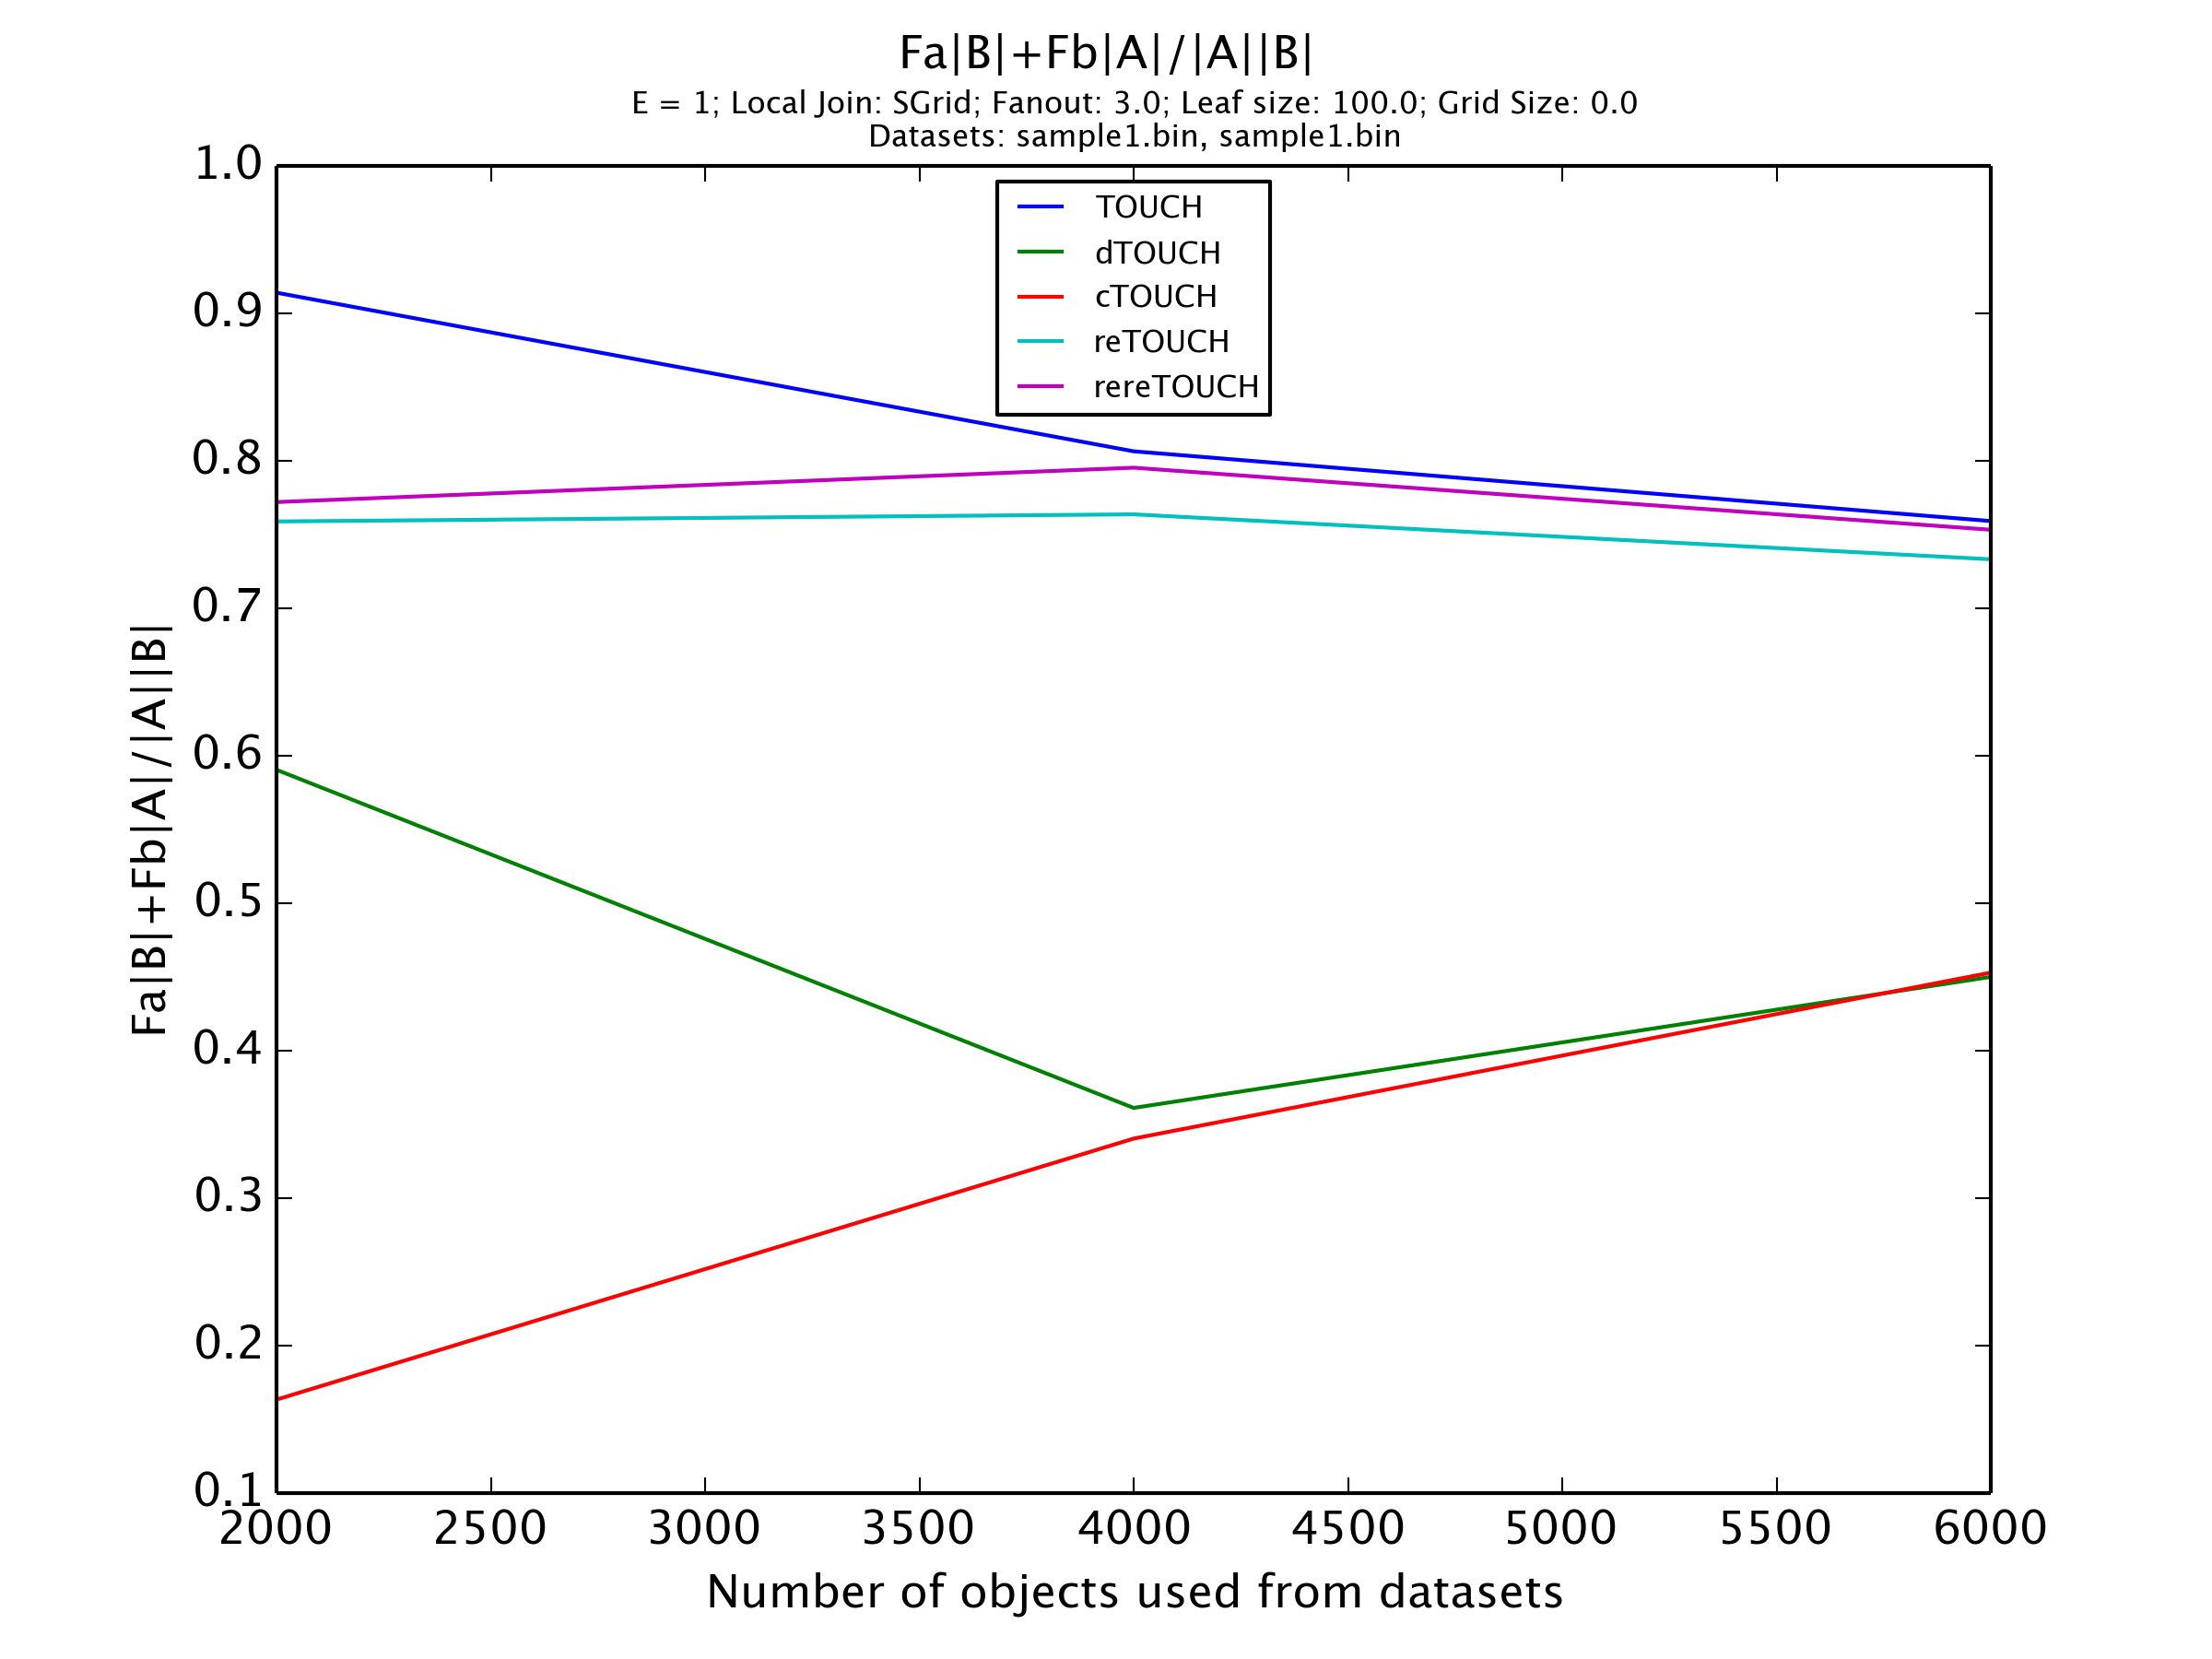 Fa|B|+Fb|A|/|A||B|
E = 1; Local Join: SGrid; Fanout: 3.0; Leaf size: 100.0; Grid Size: 0.0
Datasets: sample1.bin, sample1.bin
TOUCH
dTOUCH
cTOUCH
reTOUCH
rereTOUCH
Fa|B|+Fb|A|/|A||B|
1.0
0.9
0.8
0.7
0.6
0.5
0.4
0.3
0.2
0.1
2000 2500 3000 3500 4000 4500 5000 5500 6000
Number of objects used from datasets